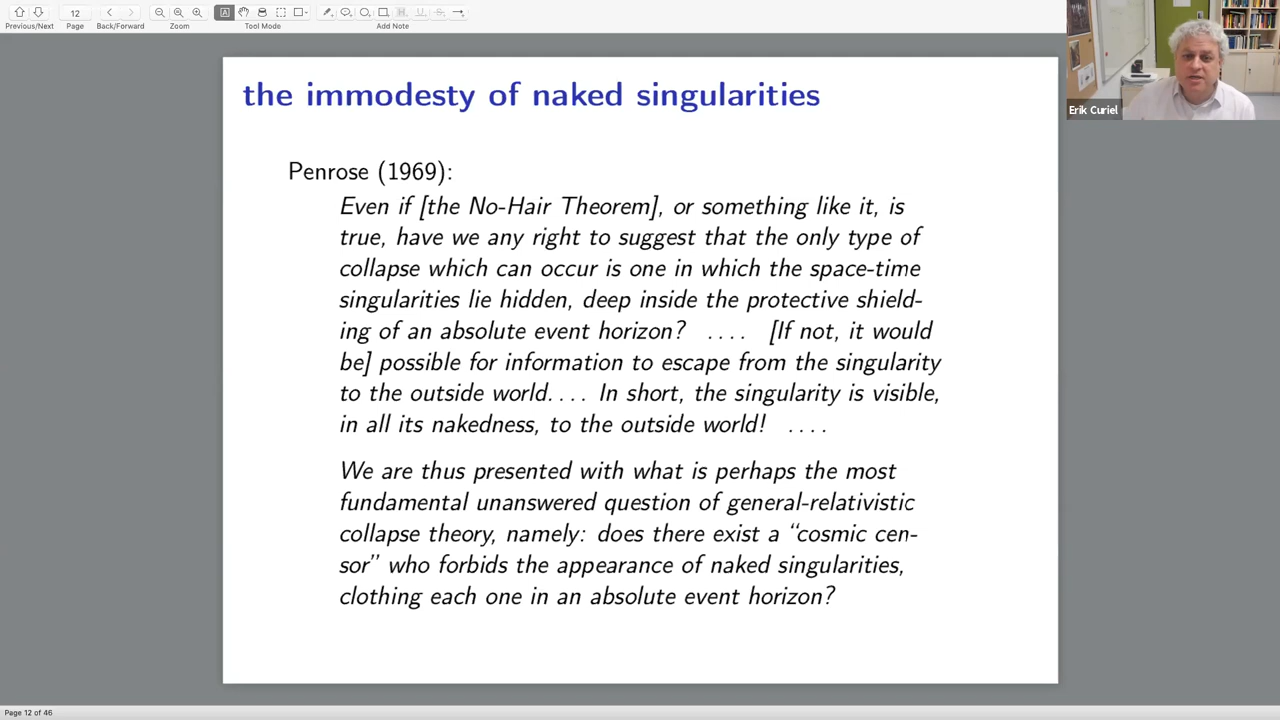 12
Previous/Next
Page
Back/Forward
Zoom
Tool Mode
Add Note
Erik Curiel
the immodesty of naked singularities
Penrose (1969):
Even if [the No-Hair Theorem], or something like it, is
true, have we any right to suggest that the only type of
collapse which can occur is one in which the space-time
singularities lie hidden, deep inside the protective shield-
ing of an absolute event horizon? .... [If not, it would
be] possible for information to escape from the singularity
to the outside world.... In short, the singularity is visible,
in all its nakedness, to the outside world! ....
We are thus presented with what is perhaps the most
fundamental unanswered question of general-relativistic
collapse theory, namely: does there exist a “cosmic cen-
sor” who forbids the appearance of naked singularities,
clothing each one in an absolute event horizon?
Page 12 of 46